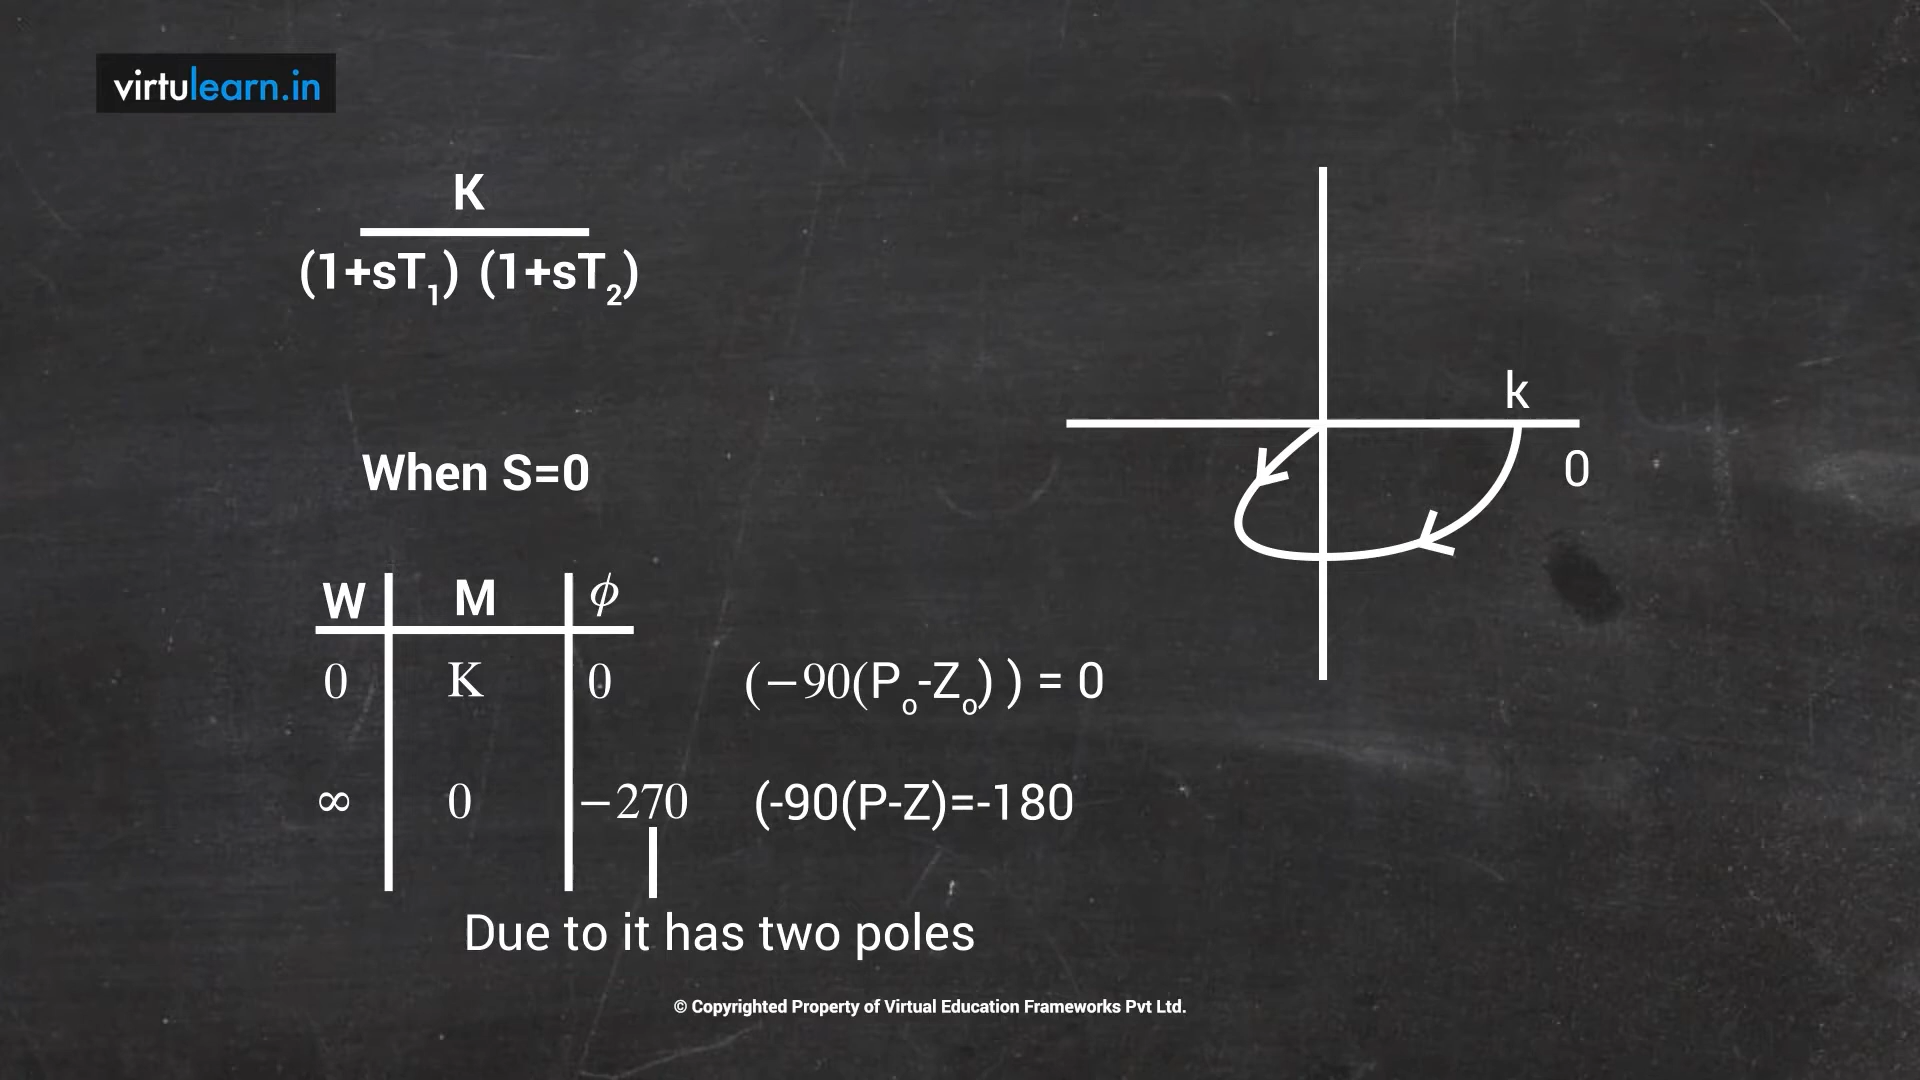 virtulearn.in
K
(1+sT₁) (1+sT₂)
k
0
When S=0
W M ϕ
0 K 0 (−90(Pₒ-Zₒ) ) = 0
∞ 0 −270 (-90(P-Z)=-180
Due to it has two poles
© Copyrighted Property of Virtual Education Frameworks Pvt Ltd.